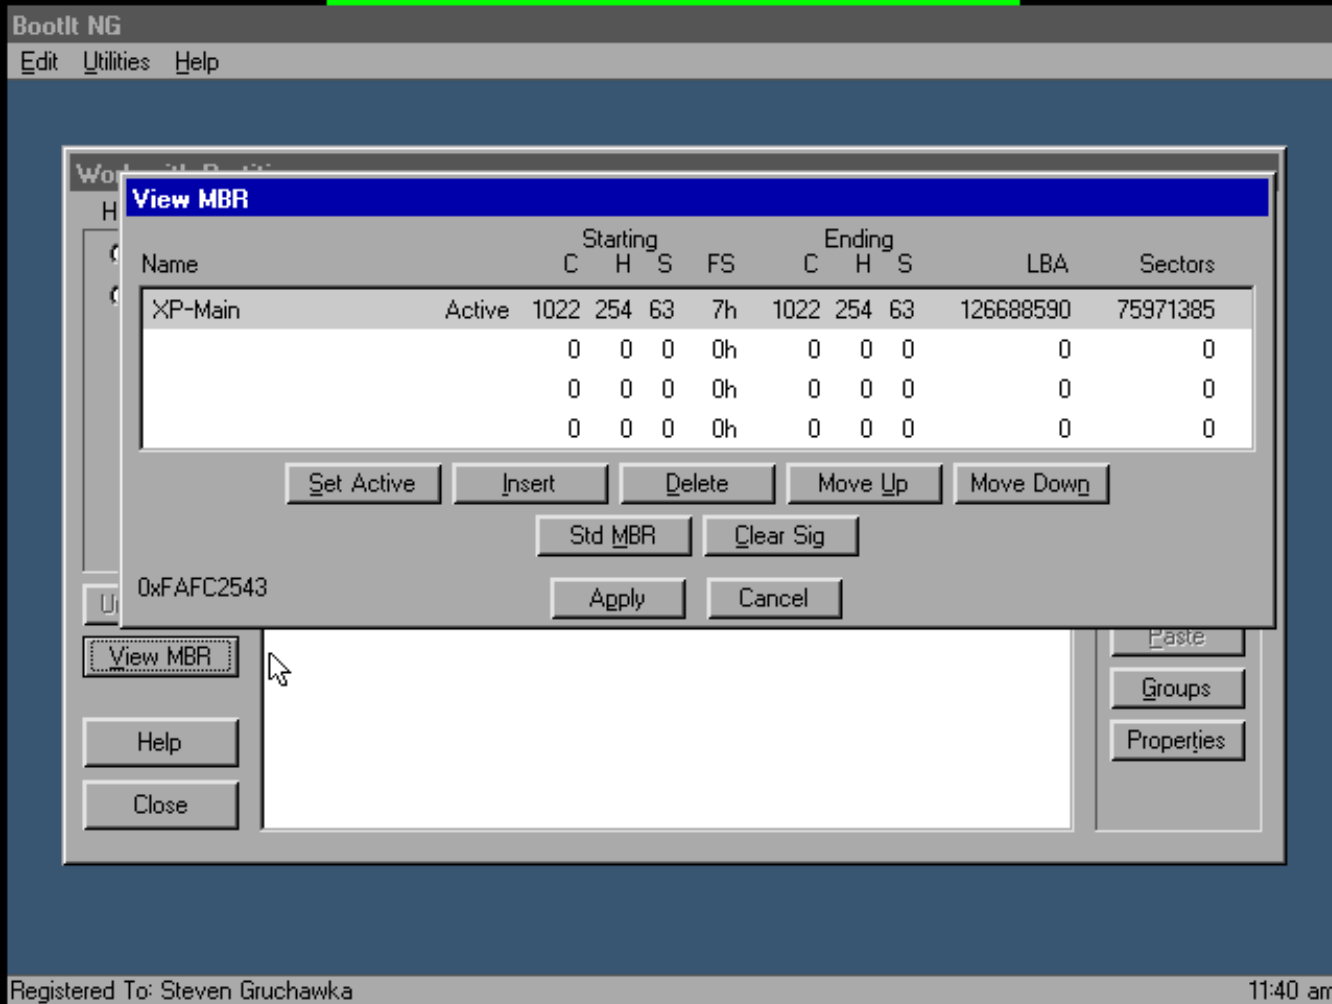 BootIt NG
Edit Utilities Help
View MBR
Starting Ending
Name C H S FS C H S LBA Sectors
XP-Main Active 1022 254 63 7h 1022 254 63 126688590 75971385
0 0 0 0h 0 0 0 0 0
0 0 0 0h 0 0 0 0 0
0 0 0 0h 0 0 0 0 0
Set Active Insert Delete Move Up Move Down
Std MBR Clear Sig
0xFAFC2543 Apply Cancel
View MBR Paste
Groups
Help Properties
Close
Registered To: Steven Gruchawka 11:40 am